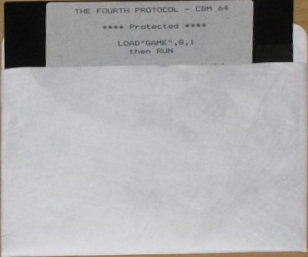 THE FOURTH PROTOCOL - CBM 64
**** Protected ****
LOAD"GAME",8,1
then RUN